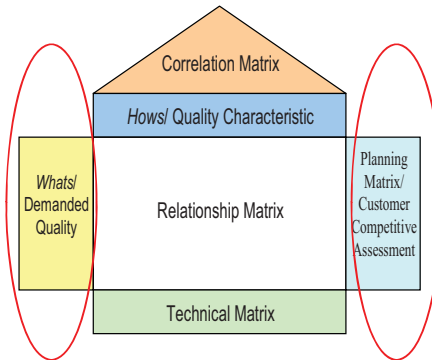 Correlation Matrix
Hows/ Quality Characteristic
Whats/
Demanded
Quality
Relationship Matrix
Planning
Matrix/
Customer
Competitive
Assessment
Technical Matrix